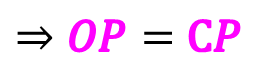 ⇒ OP = CP